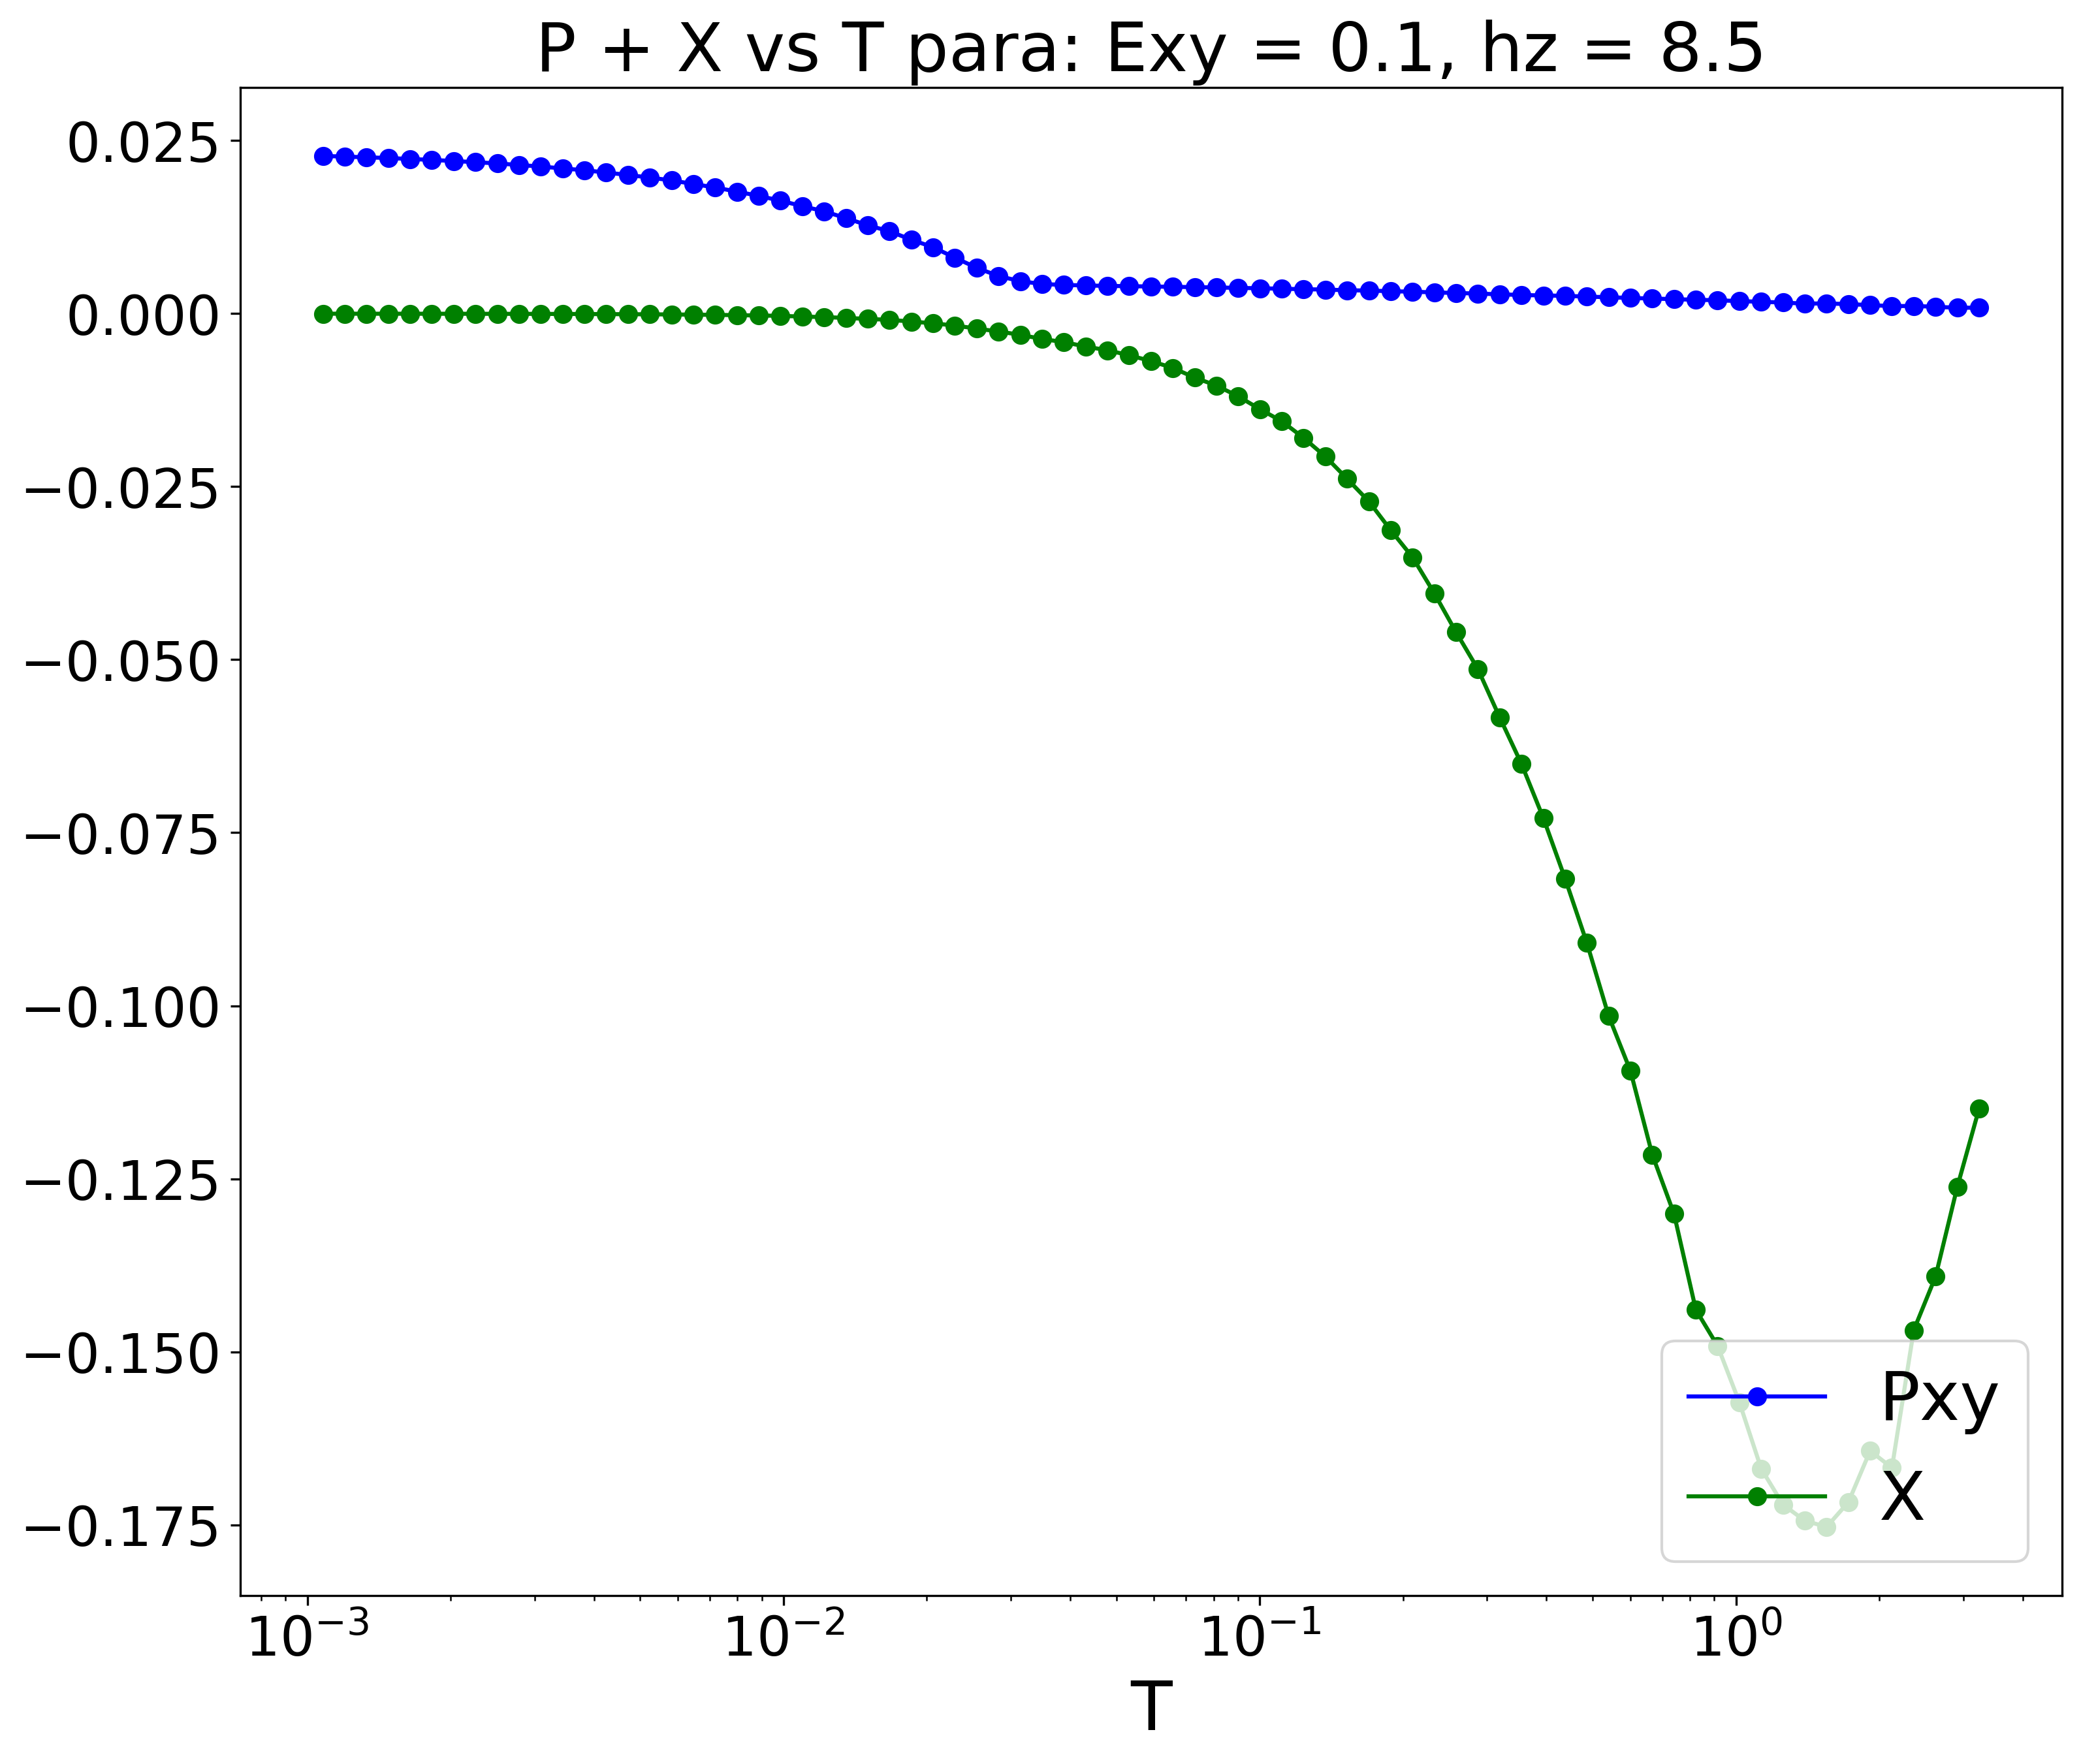 P + X vs T para: Exy = 0.1, hz = 8.5
0.025
0.000
−0.025
−0.050
−0.075
−0.100
−0.125
−0.150
−0.175
Pxy
X
10⁻³ 10⁻² 10⁻¹ 10⁰
T